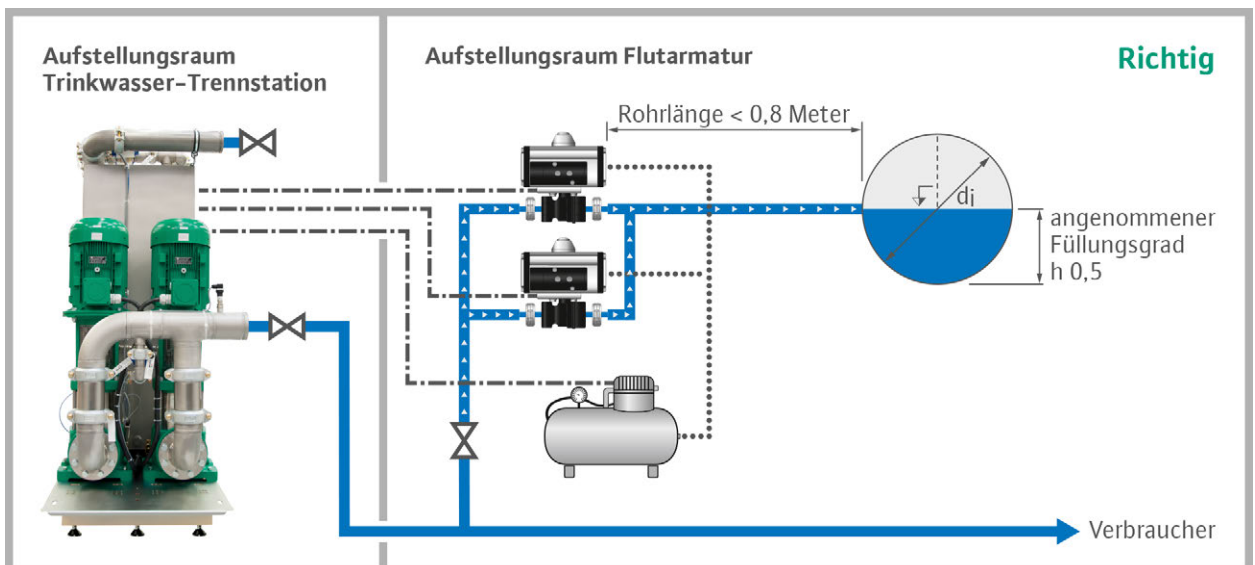 Aufstellungsraum
Trinkwasser-Trennstation
Aufstellungsraum Flutarmatur
Richtig
Rohrlänge < 0,8 Meter
di
angenommener
Füllungsgrad
h 0,5
Verbraucher